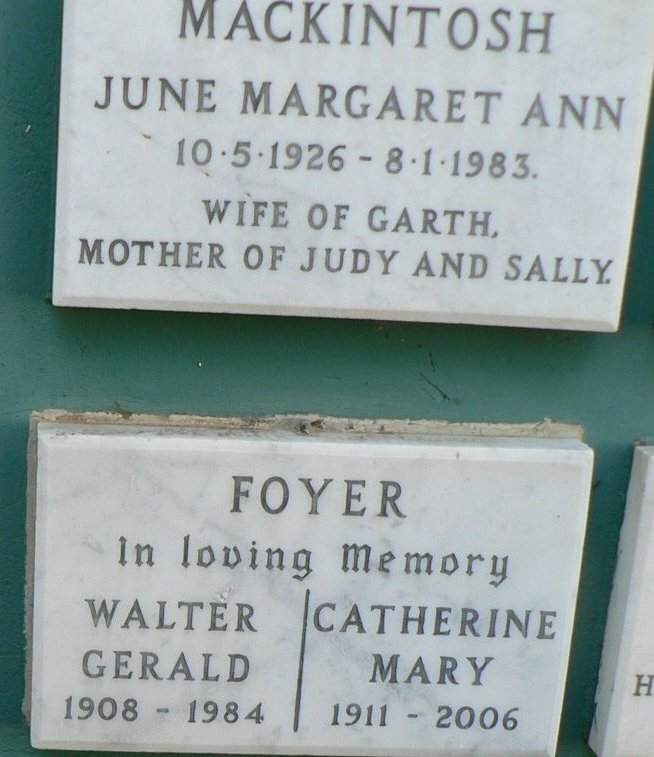 MACKINTOSH
JUNE MARGARET ANN
10·5·1926 - 8·1·1983.
WIFE OF GARTH,
MOTHER OF JUDY AND SALLY.
FOYER
In loving Memory
WALTER
GERALD
1908 - 1984
CATHERINE
MARY
1911 - 2006
H